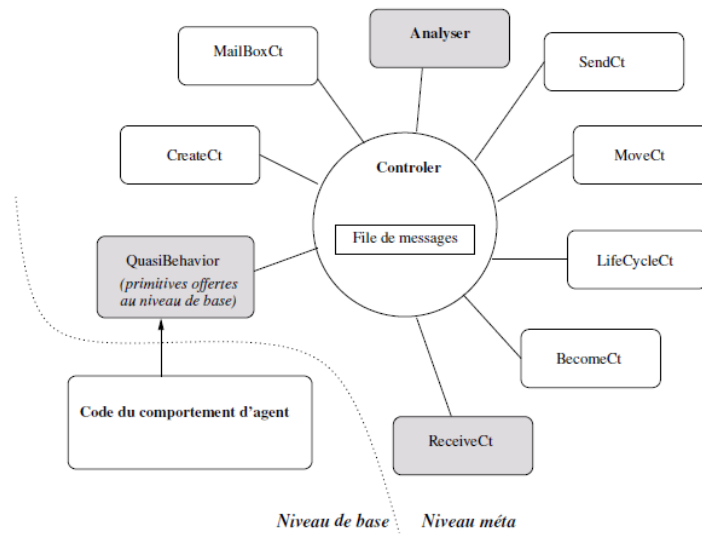 Analyser
MailBoxCt
SendCt
CreateCt
Controler
MoveCt
File de messages
QuasiBehavior
(primitives offertes
au niveau de base)
LifeCycleCt
BecomeCt
Code du comportement d'agent
ReceiveCt
Niveau de base
Niveau méta